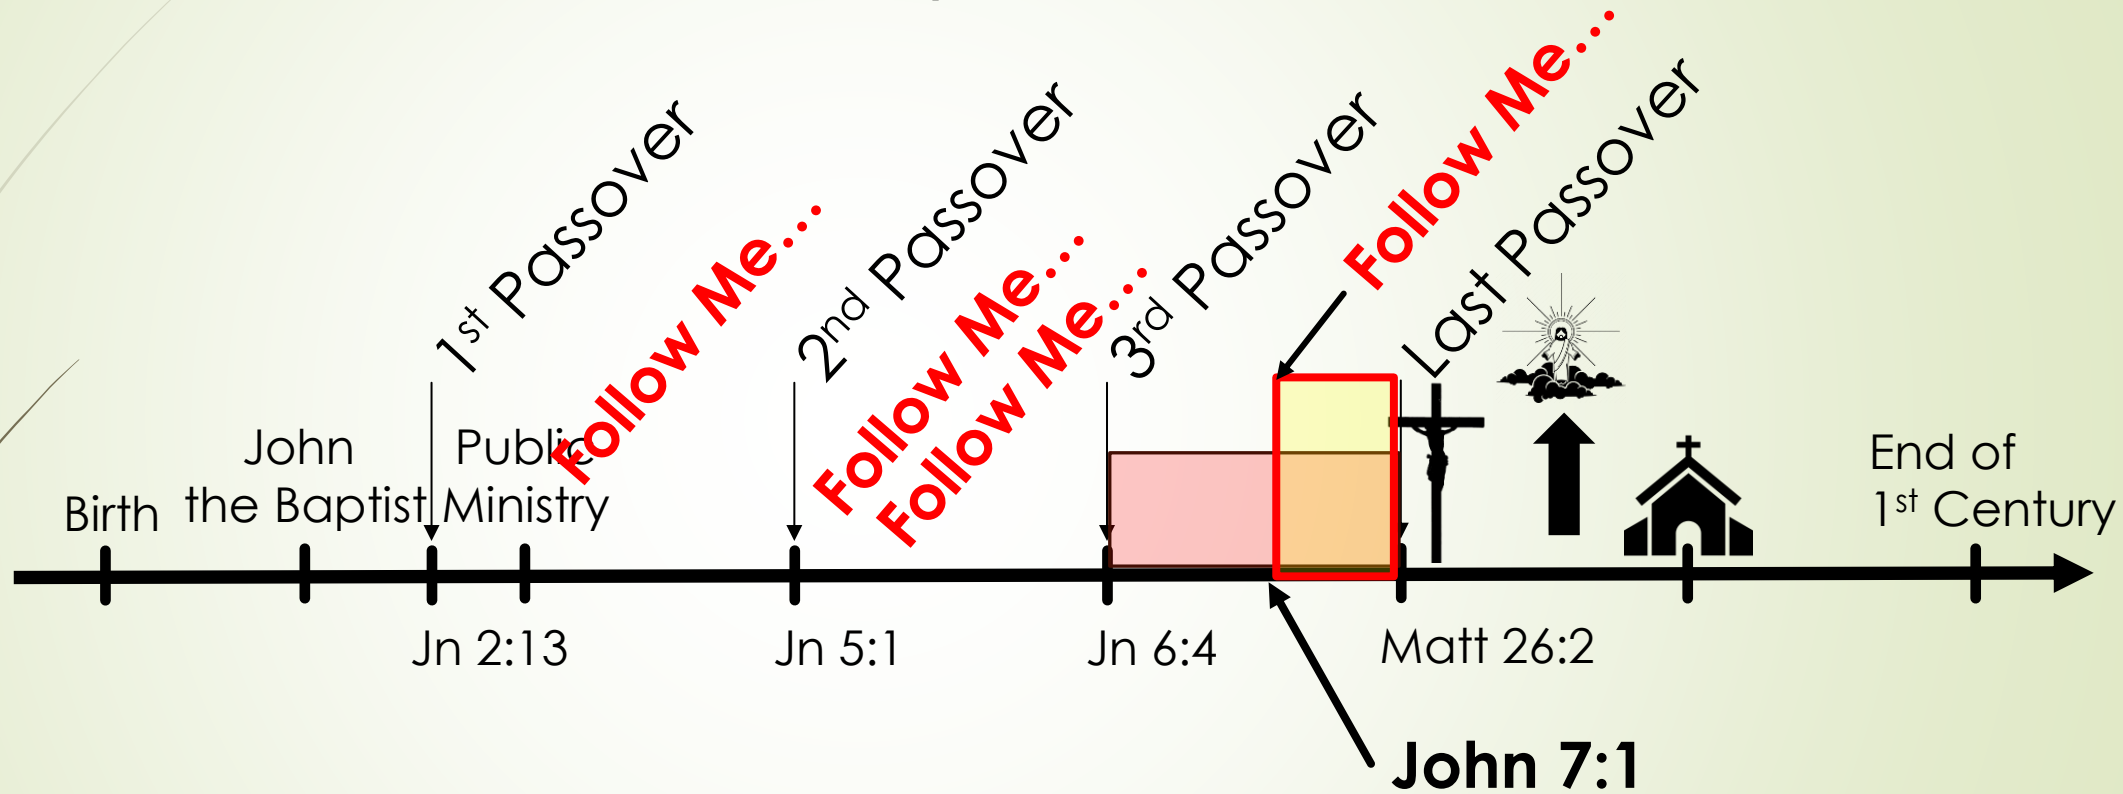 1st Passover
2nd Passover
3rd Passover
Last Passover
Follow Me...
Follow Me...
Follow Me...
Follow Me...
Birth
John
the Baptist
Public
Ministry
End of
1st Century
Jn 2:13
Jn 5:1
Jn 6:4
Matt 26:2
John 7:1